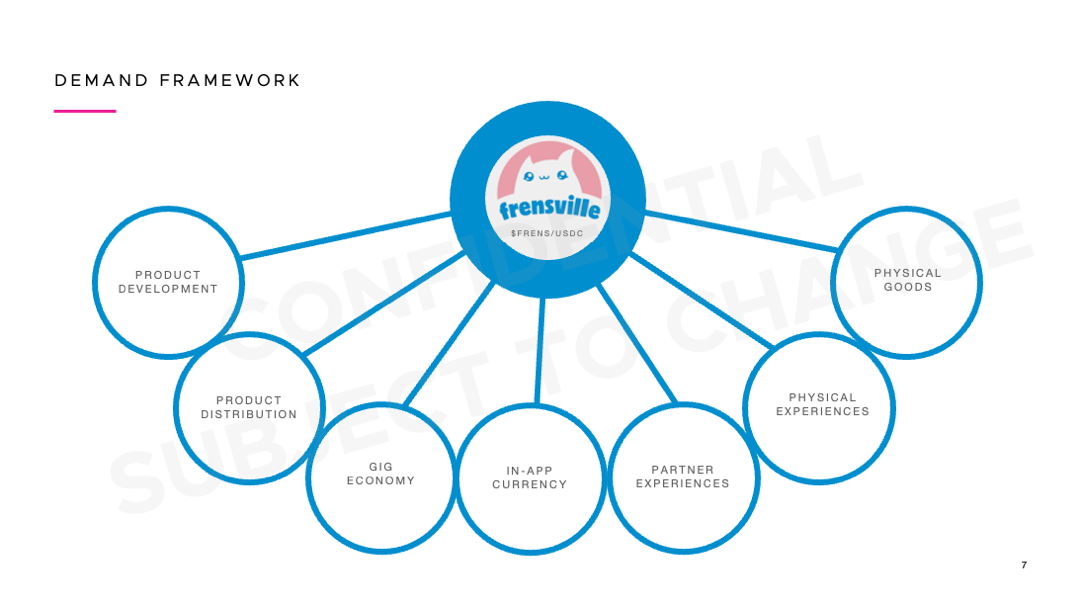 DEMAND FRAMEWORK
frensville
$FRENS/USDC
CONFIDENTIAL
SUBJECT TO CHANGE
PRODUCT
DEVELOPMENT
PRODUCT
DISTRIBUTION
GIG
ECONOMY
IN-APP
CURRENCY
PARTNER
EXPERIENCES
PHYSICAL
EXPERIENCES
PHYSICAL
GOODS
7